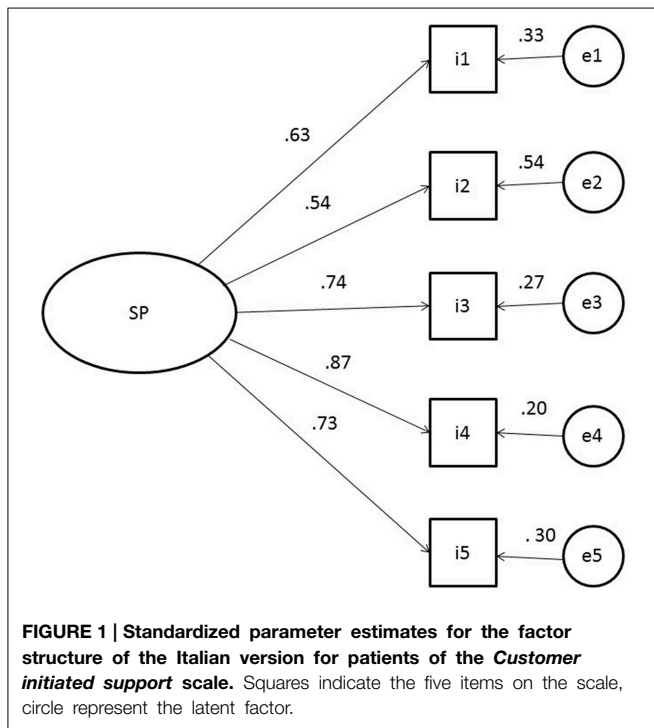 .33
i1
e1
.63
.54
i2
e2
.54
.74
.27
SP
i3
e3
.87
.20
.73
i4
e4
. 30
i5
e5
FIGURE 1 | Standardized parameter estimates for the factor
structure of the Italian version for patients of the Customer
initiated support scale. Squares indicate the five items on the scale,
circle represent the latent factor.